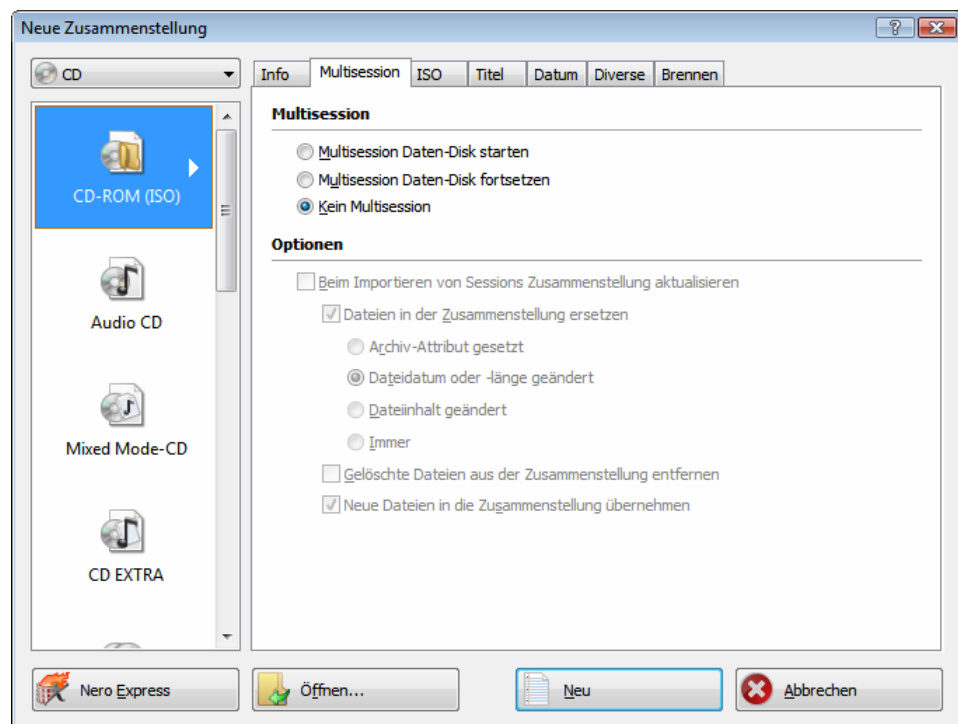 Neue Zusammenstellung
CD
Info Multisession ISO Titel Datum Diverse Brennen
CD-ROM (ISO)
Audio CD
Mixed Mode-CD
CD EXTRA
Multisession
Multisession Daten-Disk starten
Multisession Daten-Disk fortsetzen
Kein Multisession
Optionen
Beim Importieren von Sessions Zusammenstellung aktualisieren
Dateien in der Zusammenstellung ersetzen
Archiv-Attribut gesetzt
Dateidatum oder -länge geändert
Dateiinhalt geändert
Immer
Gelöschte Dateien aus der Zusammenstellung entfernen
Neue Dateien in die Zusammenstellung übernehmen
Nero Express Öffnen... Neu Abbrechen